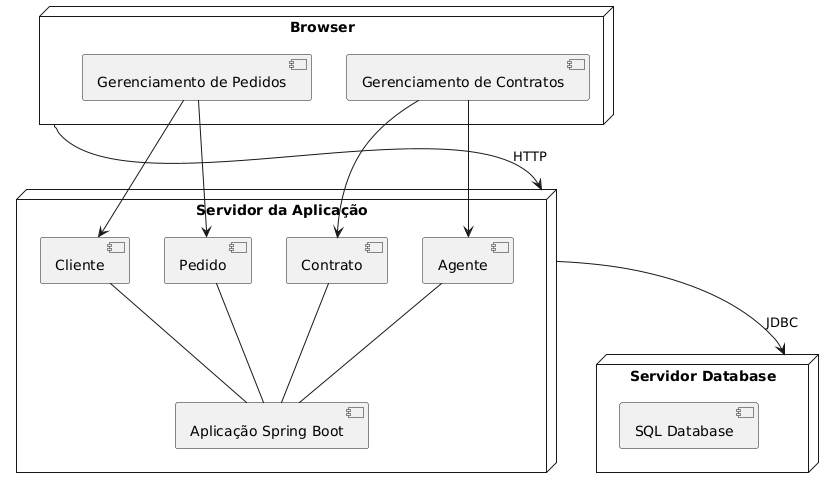 Browser
Gerenciamento de Pedidos
Gerenciamento de Contratos
HTTP
Servidor da Aplicação
Cliente
Pedido
Contrato
Agente
JDBC
Servidor Database
Aplicação Spring Boot
SQL Database